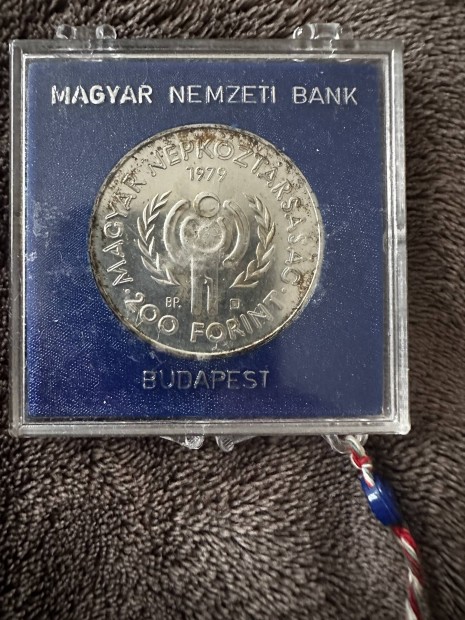 MAGYAR NEMZETI BANK
MAGYAR NÉPKÖZTÁRSASÁG
1979
BP.
· 200 FORINT ·
BUDAPEST